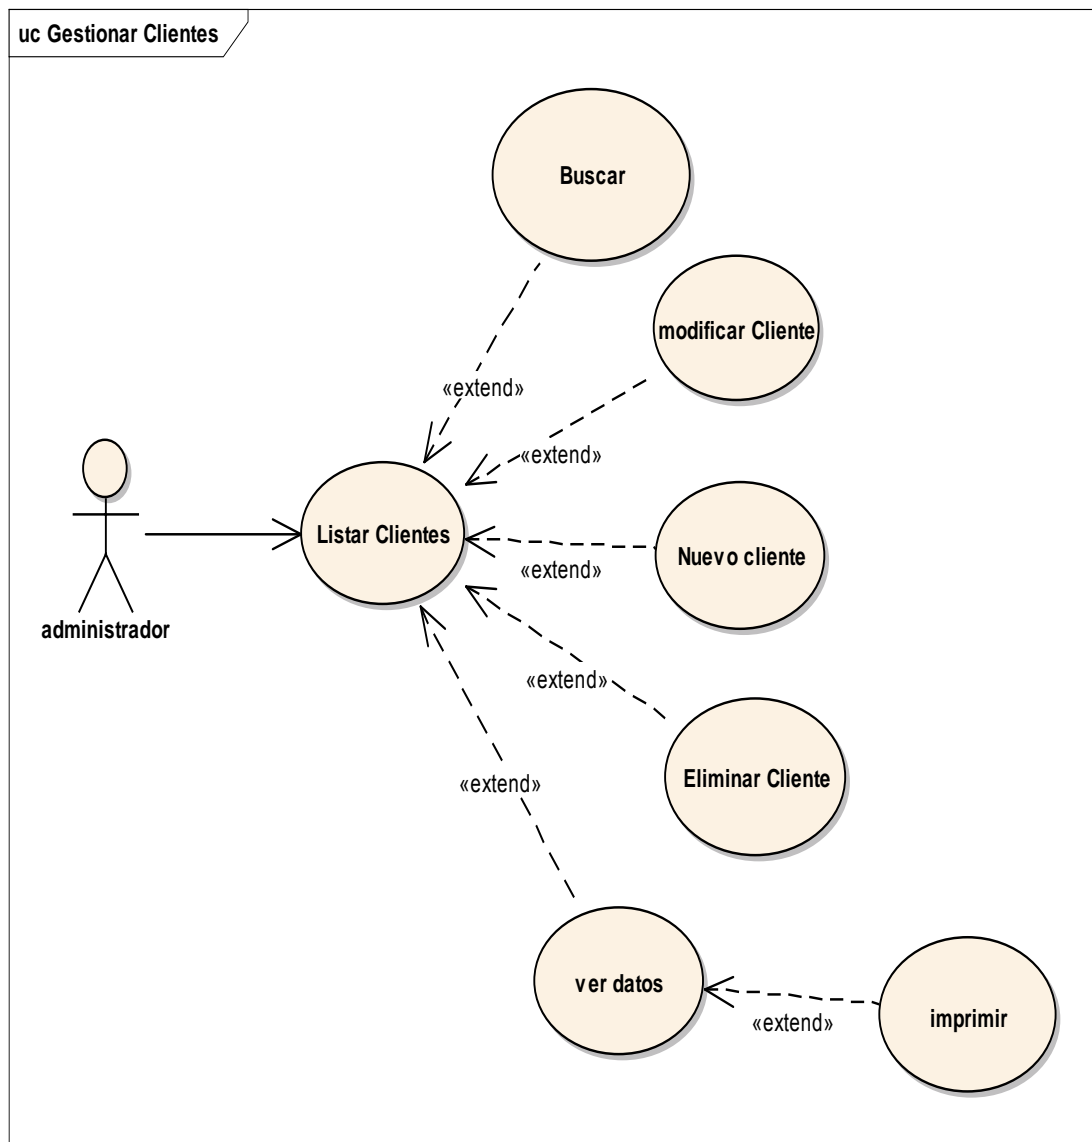 uc Gestionar Clientes
Buscar
modificar Cliente
«extend»
«extend»
Listar Clientes
Nuevo cliente
«extend»
administrador
«extend»
Eliminar Cliente
«extend»
ver datos
imprimir
«extend»